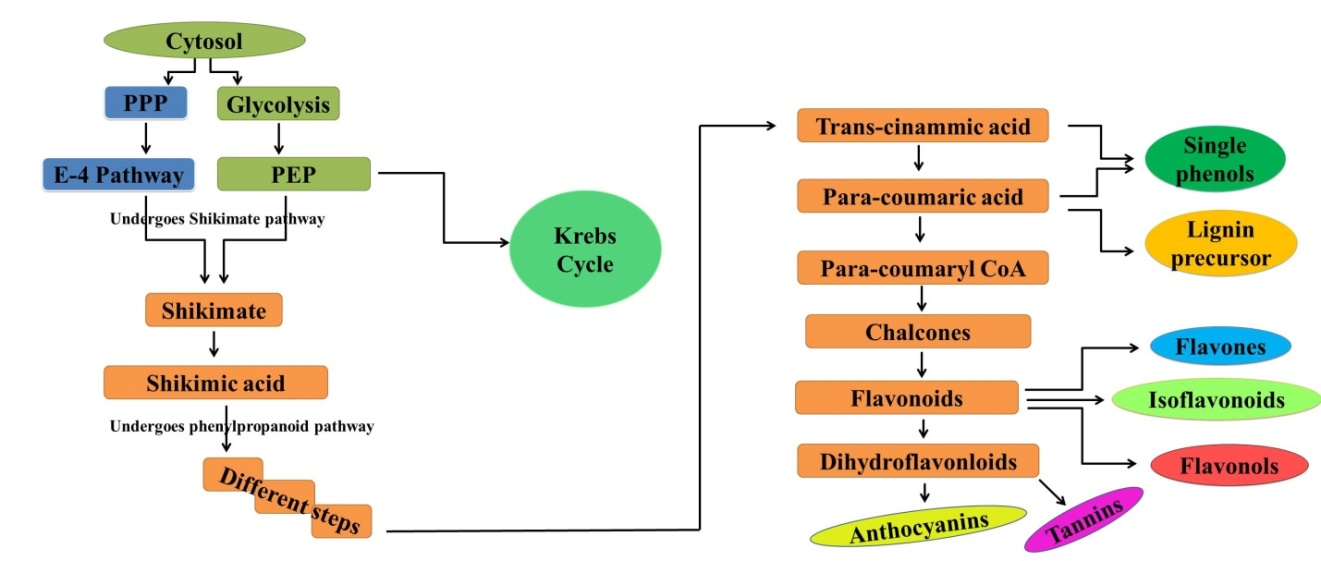 Cytosol
PPP
Glycolysis
E-4 Pathway
PEP
Undergoes Shikimate pathway
Krebs
Cycle
Shikimate
Shikimic acid
Undergoes phenylpropanoid pathway
Different steps
Trans-cinammic acid
Single
phenols
Para-coumaric acid
Lignin
precursor
Para-coumaryl CoA
Chalcones
Flavones
Flavonoids
Isoflavonoids
Dihydroflavonloids
Flavonols
Anthocyanins
Tannins